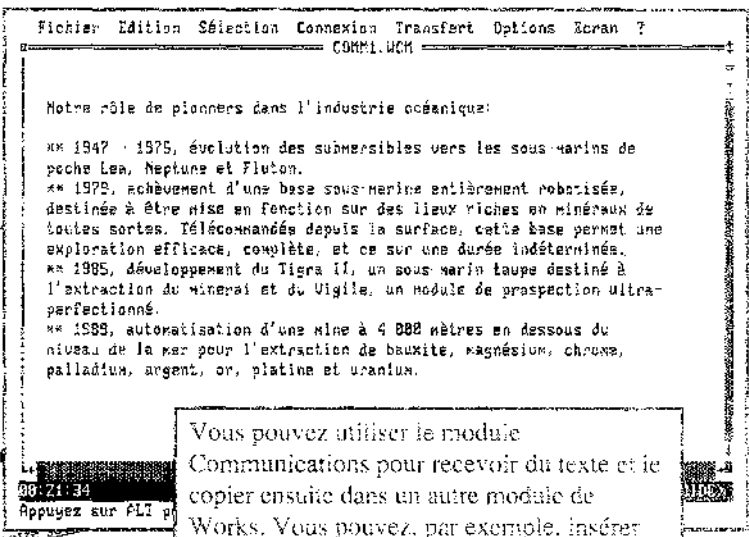 Fichier Edition Sélection Connexion Transfert Options Ecran ?
COMM1.WCM
Notre rôle de pionners dans l'industrie océanique:
** 1947 - 1975, évolution des submersibles vers les sous-marins de
poche Lea, Neptune et Pluton.
** 1979, achèvement d'une base sous-marine entièrement robotisée,
destinée à être mise en fonction sur des lieux riches en minéraux de
toutes sortes. Télécommandée depuis la surface, cette base permet une
exploration efficace, complète, et ce sur une durée indéterminée.
** 1985, développement du Tigra II, un sous-marin taupe destiné à
l'extraction du minerai et du Vigile, un module de prospection ultra-
perfectionné.
** 1989, automatisation d'une mine à 4 000 mètres en dessous du
niveau de la mer pour l'extraction de bauxite, magnésium, chrome,
palladium, argent, or, platine et uranium.
00:21:34
Appuyez sur ALT p
Vous pouvez utiliser le module
Communications pour recevoir du texte et le
copier ensuite dans un autre module de
Works. Vous pouvez, par exemple, insérer